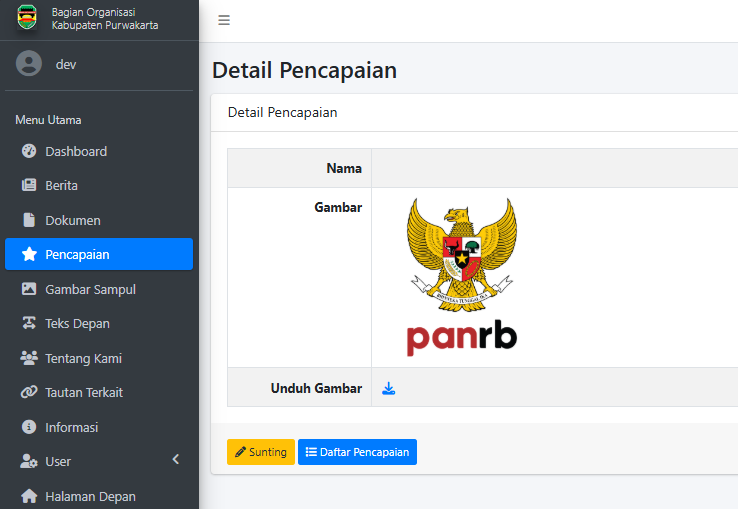 Bagian Organisasi
Kabupaten Purwakarta
dev
Menu Utama
Dashboard
Berita
Dokumen
Pencapaian
Gambar Sampul
Teks Depan
Tentang Kami
Tautan Terkait
Informasi
User
Halaman Depan
Detail Pencapaian
Detail Pencapaian
Nama
Gambar
BHINNEKA TUNGGAL IKA
panrb
Unduh Gambar
Sunting
Daftar Pencapaian